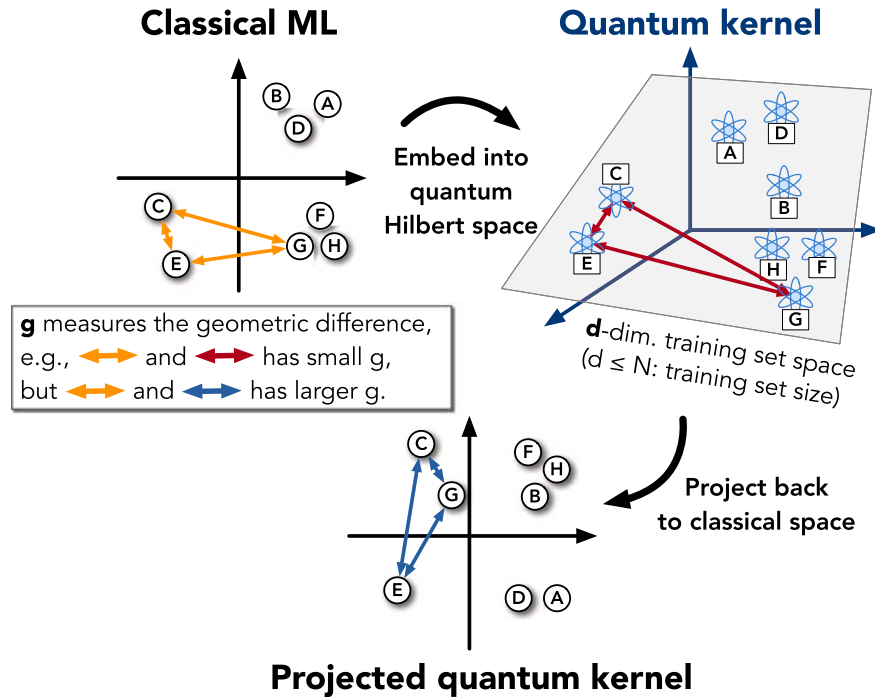 Classical ML
Quantum kernel
B
A
D
C
E
F
G
H
Embed into
quantum
Hilbert space
D
A
C
B
E
H
F
G
d-dim. training set space
(d ≤ N: training set size)
g measures the geometric difference,
e.g., and has small g,
but and has larger g.
C
G
E
F
H
B
D
A
Project back
to classical space
Projected quantum kernel